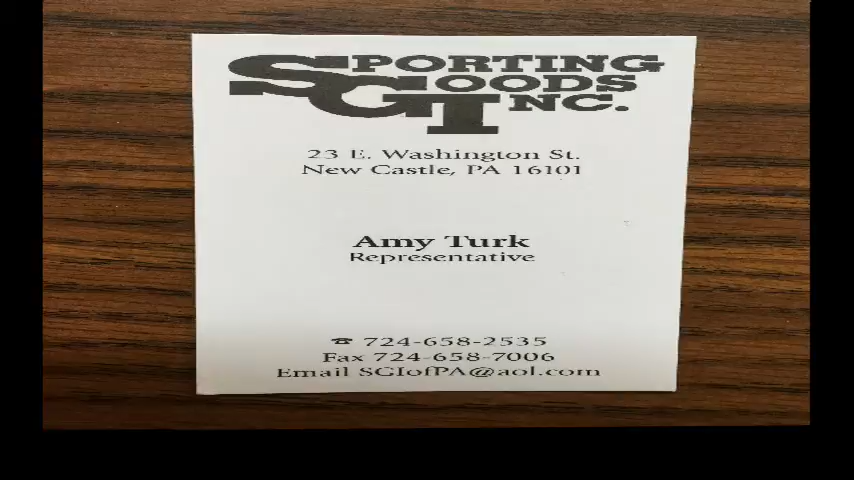 SPORTING
GOODS
INC.
23 E. Washington St.
New Castle, PA 16101
Amy Turk
Representative
☎ 724-658-2535
Fax 724-658-7006
Email SGIofPA@aol.com